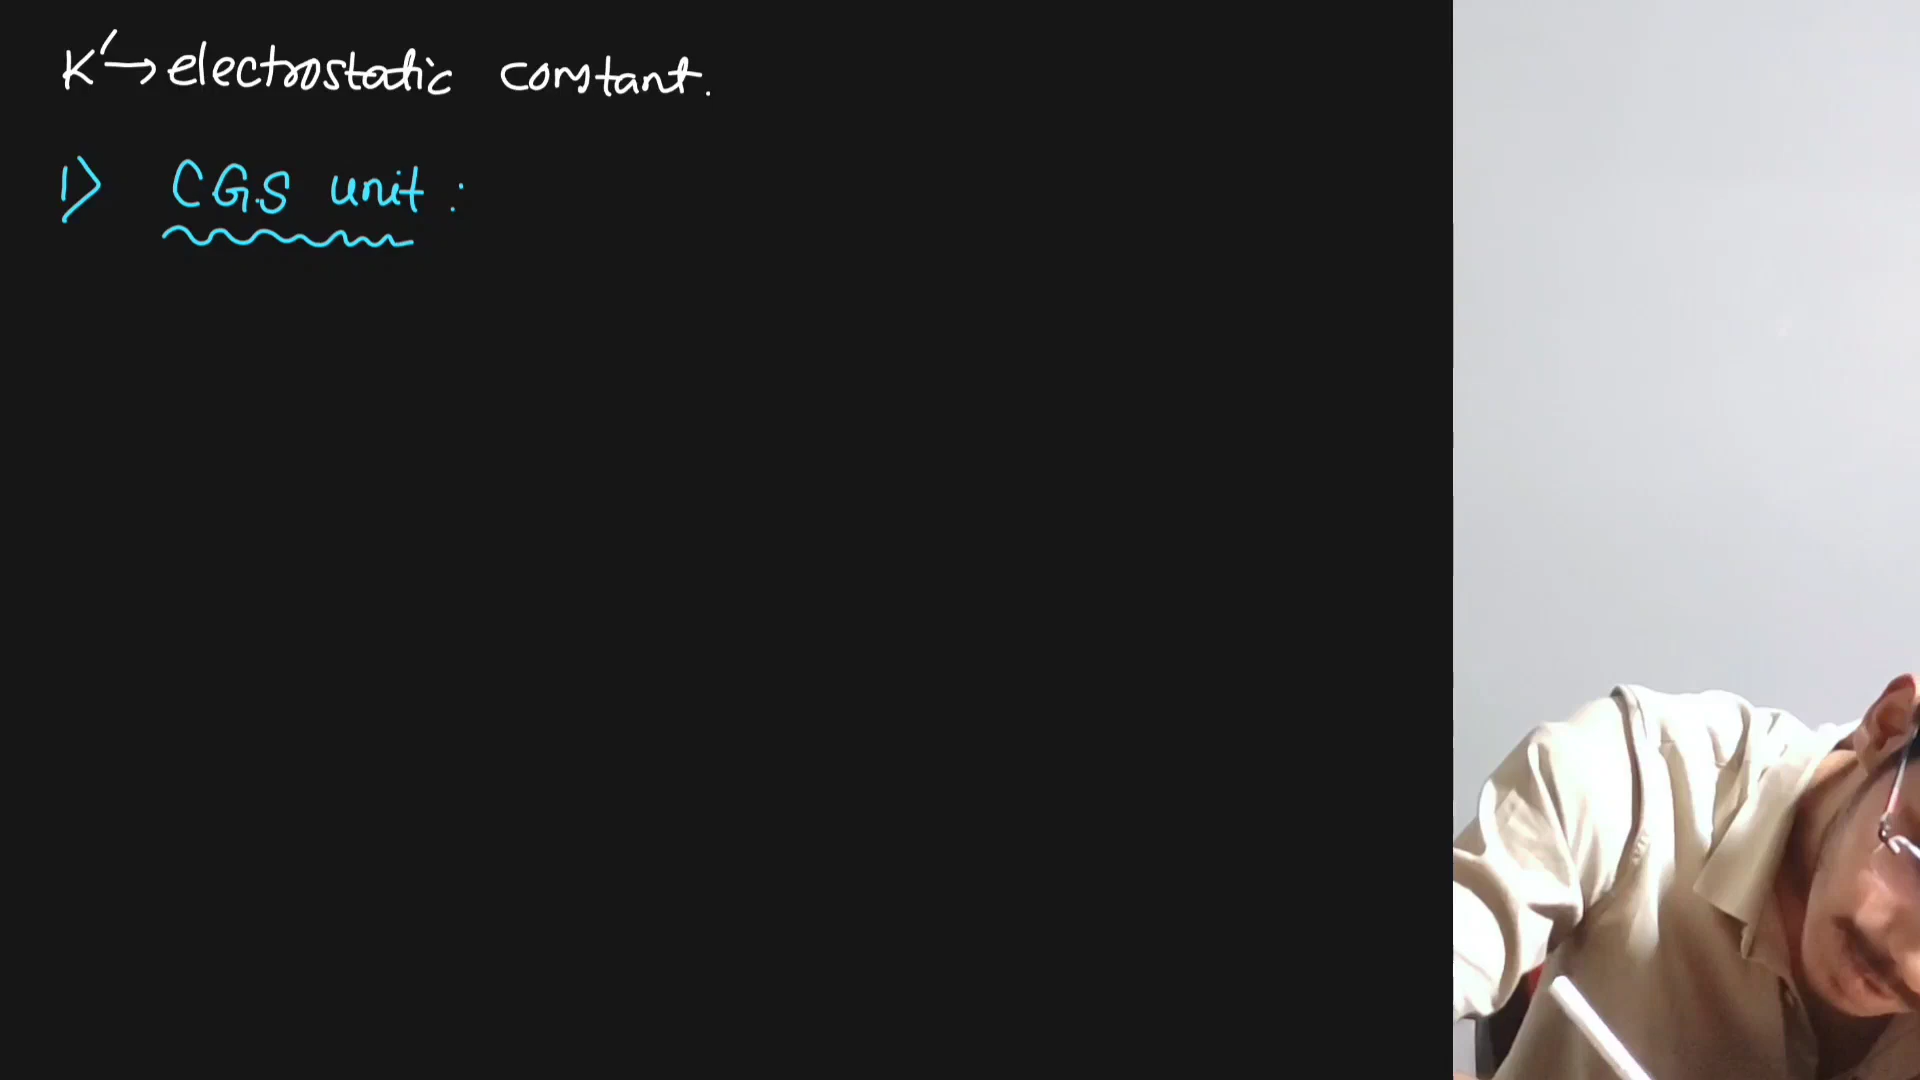 K' → electrostatic constant.
1> CGS unit :